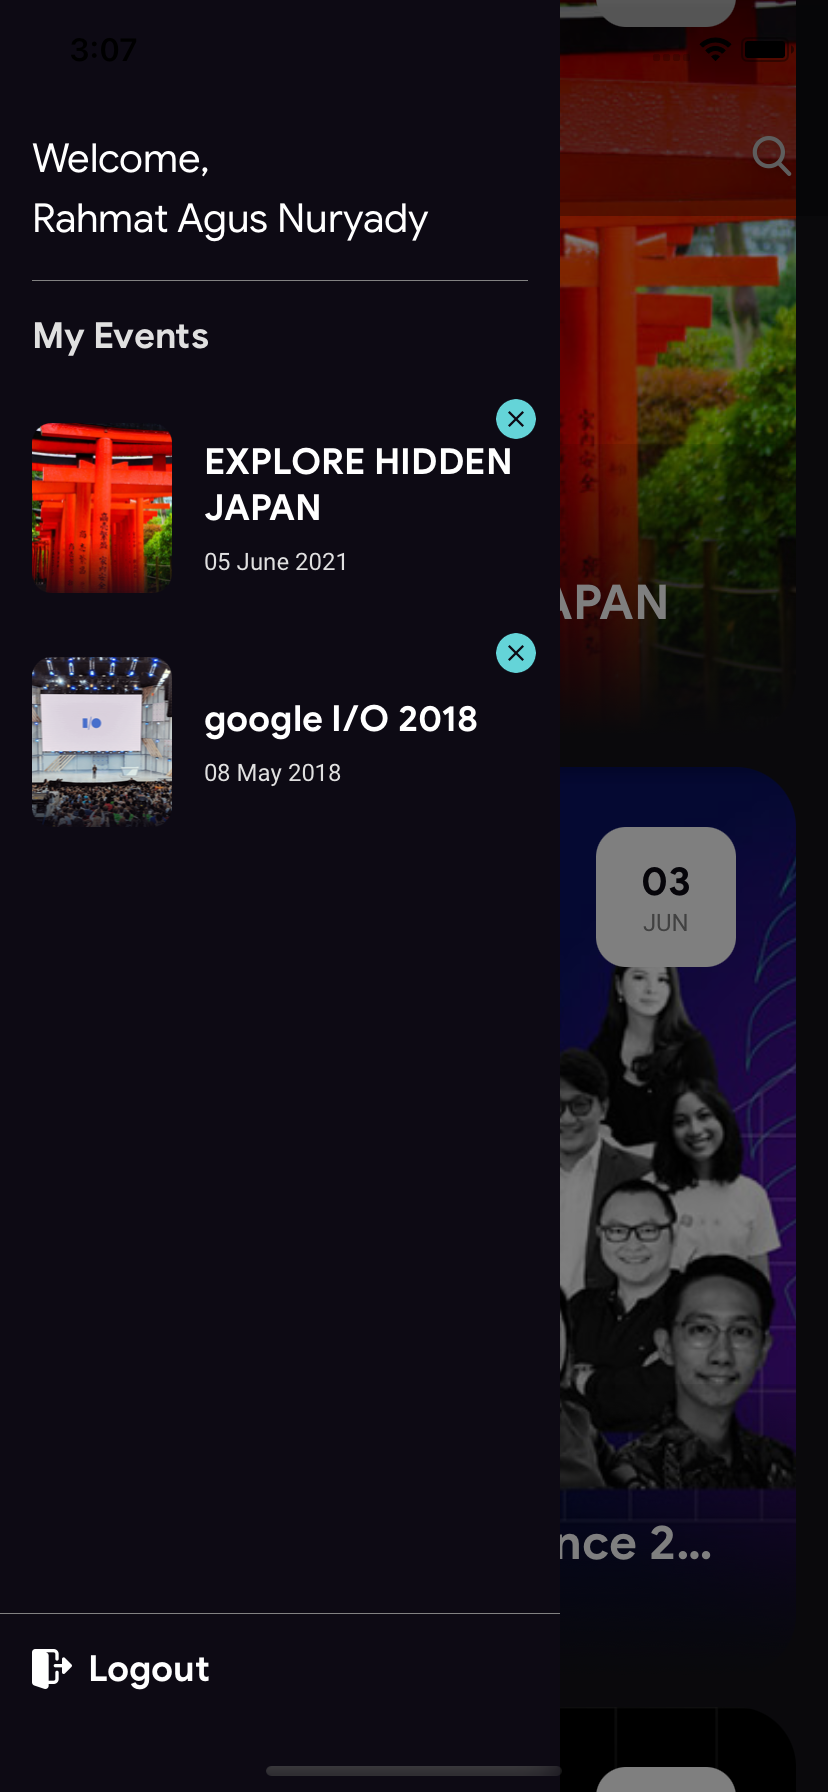 3:07
Welcome,
Rahmat Agus Nuryady
My Events
EXPLORE HIDDEN
JAPAN
05 June 2021
I/O
google I/O 2018
08 May 2018
Logout
APAN
03
JUN
nce 2...